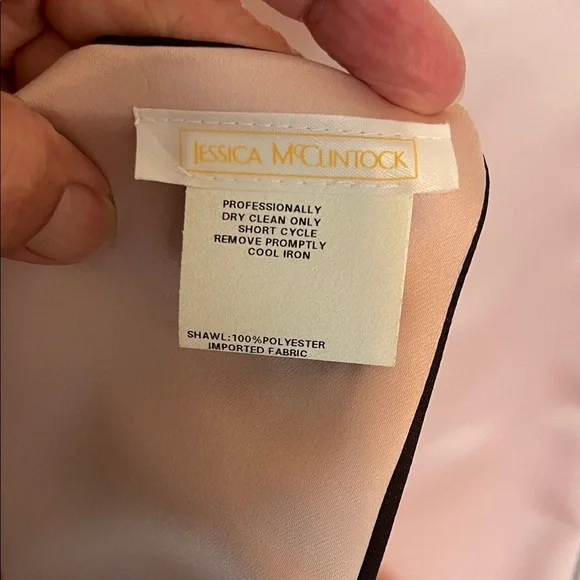 JESSICA McCLINTOCK
PROFESSIONALLY
DRY CLEAN ONLY
SHORT CYCLE
REMOVE PROMPTLY
COOL IRON
SHAWL:100%POLYESTER
IMPORTED FABRIC